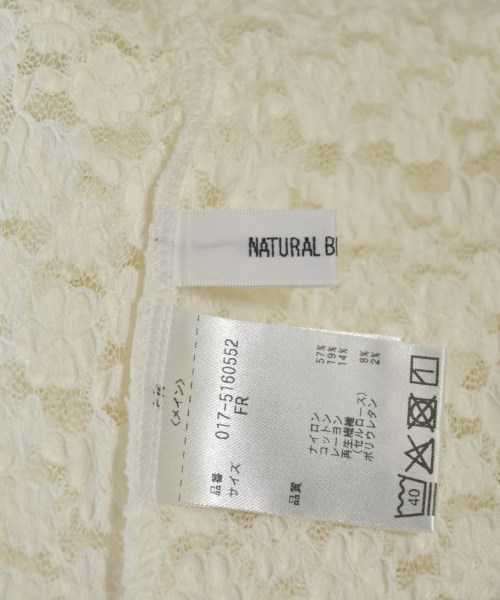 NATURAL B
〈メイン〉
品番 017-5160552
サイズ FR
品質
ナイロン 57%
コットン 19%
レーヨン 14%
再生繊維
(セルロース) 8%
ポリウレタン 2%
40